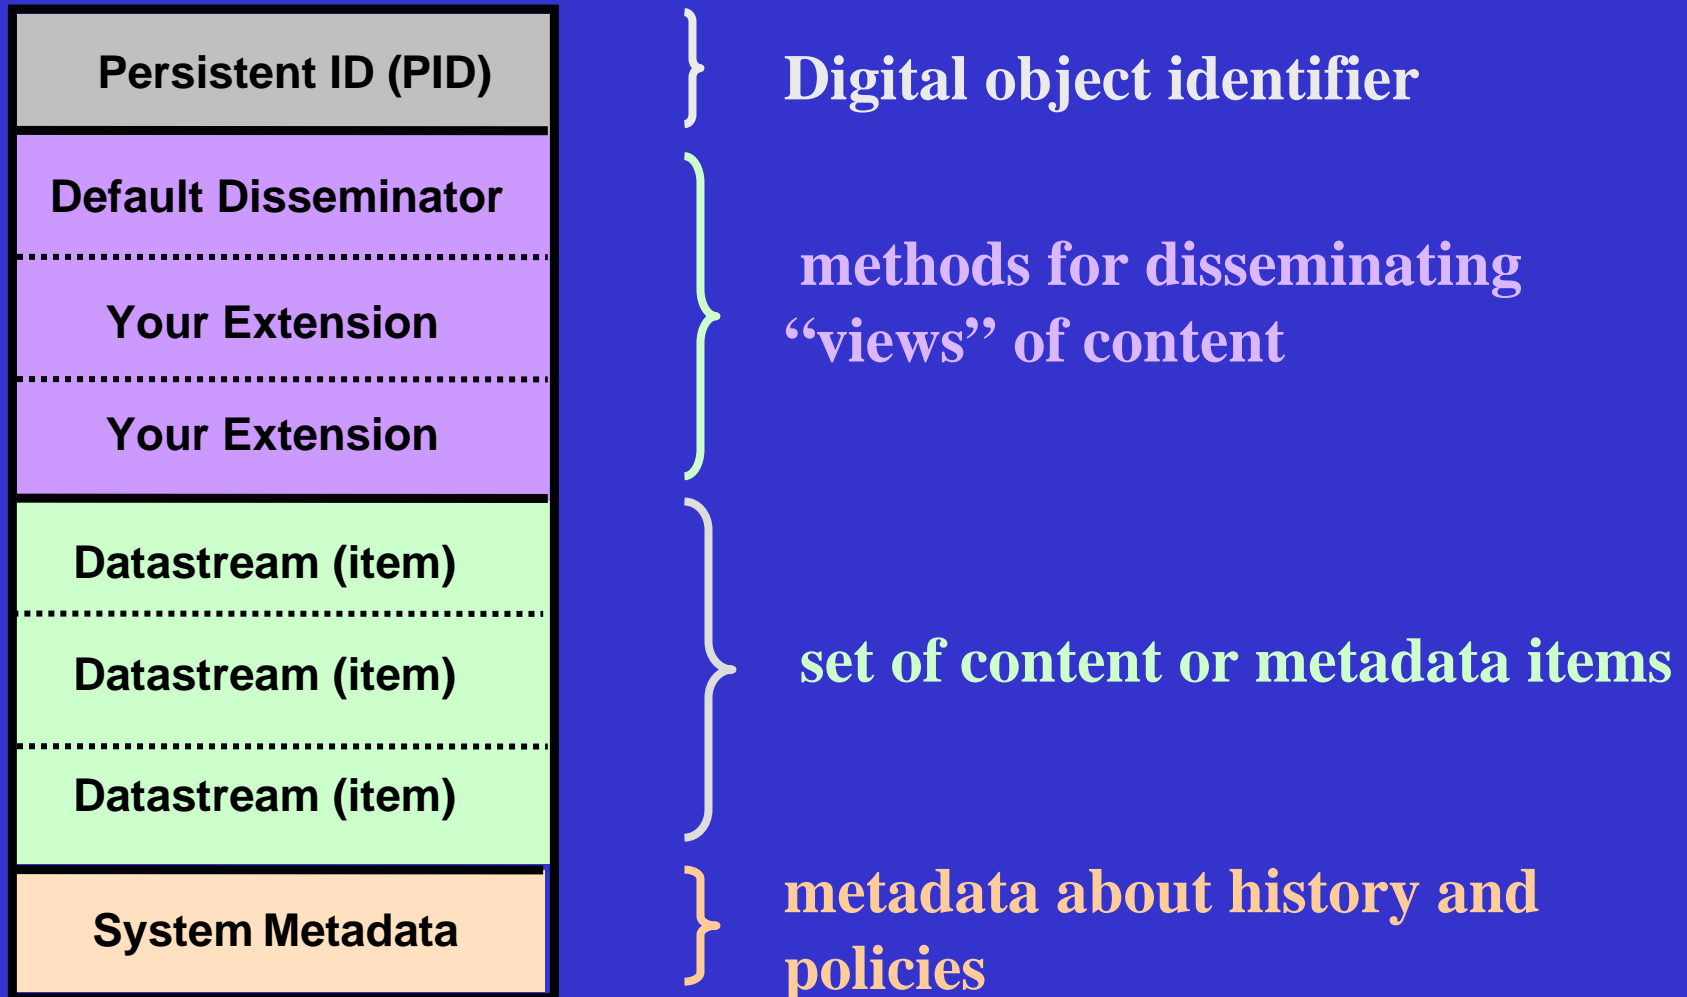 Persistent ID (PID)
Digital object identifier
Default Disseminator
Your Extension
Your Extension
methods for disseminating
“views” of content
Datastream (item)
Datastream (item)
Datastream (item)
set of content or metadata items
System Metadata
metadata about history and
policies